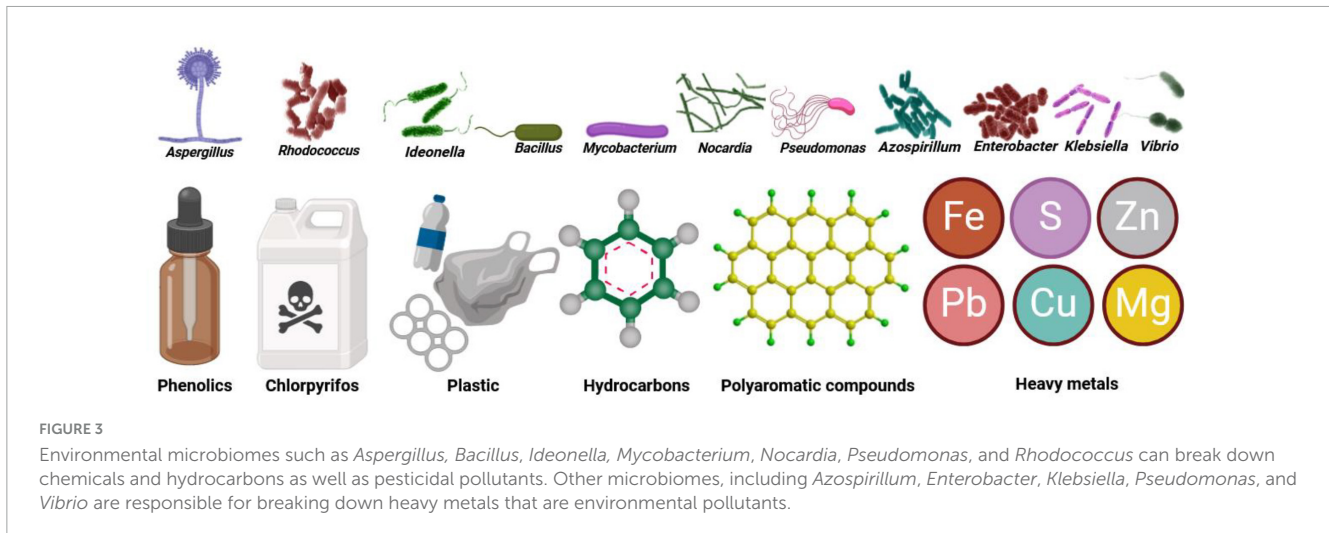 Aspergillus Rhodococcus Ideonella Bacillus Mycobacterium Nocardia Pseudomonas Azospirillum Enterobacter Klebsiella Vibrio
Fe S Zn
Pb Cu Mg
Phenolics Chlorpyrifos Plastic Hydrocarbons Polyaromatic compounds Heavy metals
FIGURE 3
Environmental microbiomes such as Aspergillus, Bacillus, Ideonella, Mycobacterium, Nocardia, Pseudomonas, and Rhodococcus can break down
chemicals and hydrocarbons as well as pesticidal pollutants. Other microbiomes, including Azospirillum, Enterobacter, Klebsiella, Pseudomonas, and
Vibrio are responsible for breaking down heavy metals that are environmental pollutants.